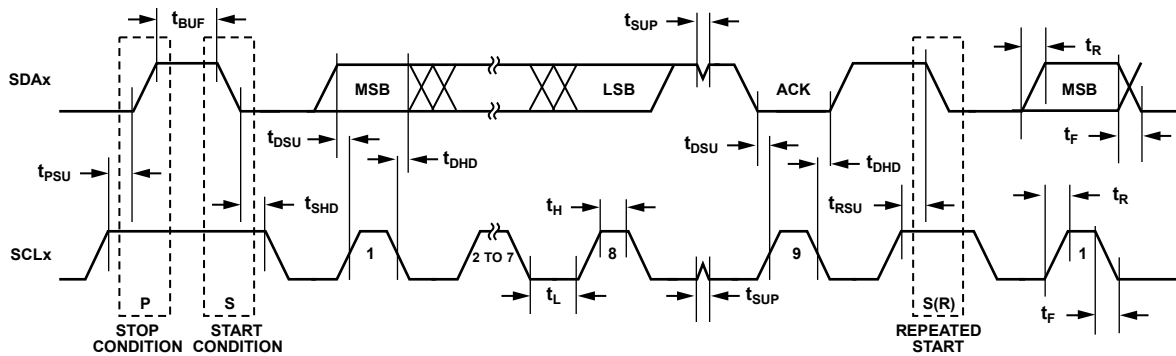 tBUF
tSUP
tR
SDAx
MSB
LSB
ACK
MSB
tDSU
tDHD
tDSU
tDHD
tF
tPSU
tSHD
tH
tRSU
tR
SCLx
1
2 TO 7
8
9
1
P
S
tL
tSUP
S(R)
tF
STOP
CONDITION
START
CONDITION
REPEATED
START